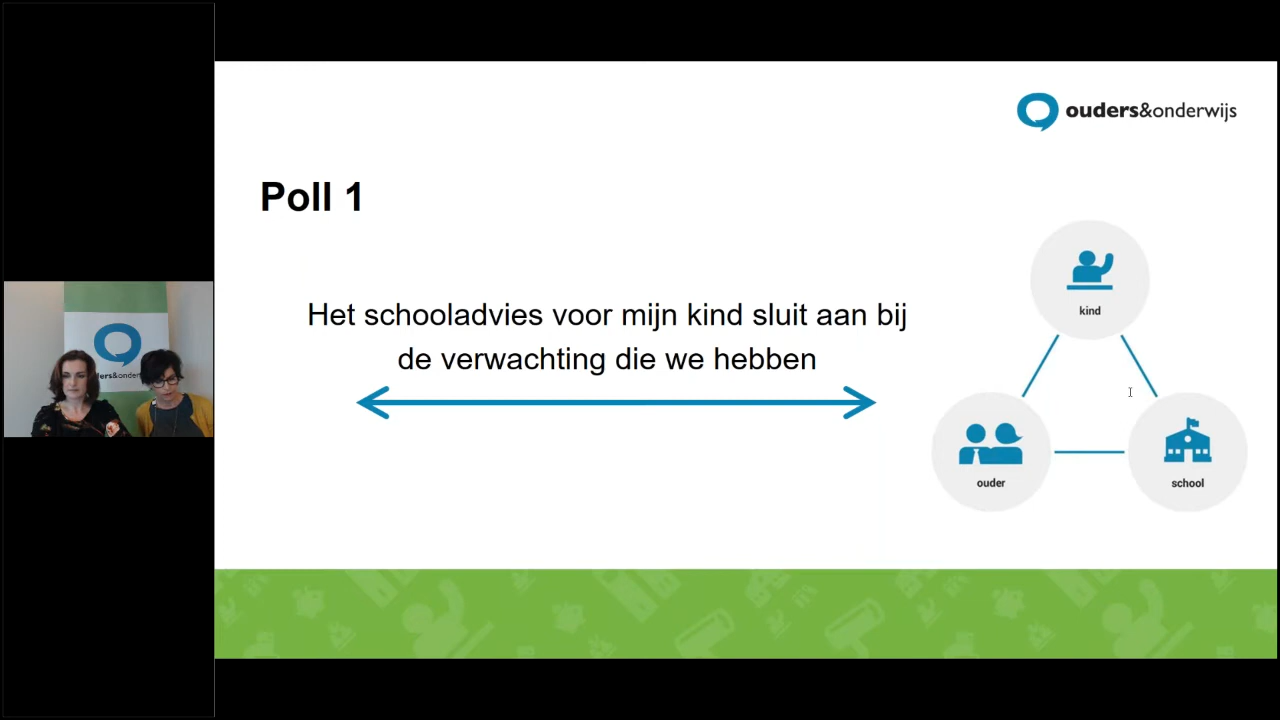 ouders&onderwijs
Poll 1
Het schooladvies voor mijn kind sluit aan bij
de verwachting die we hebben
kind
ouder
school